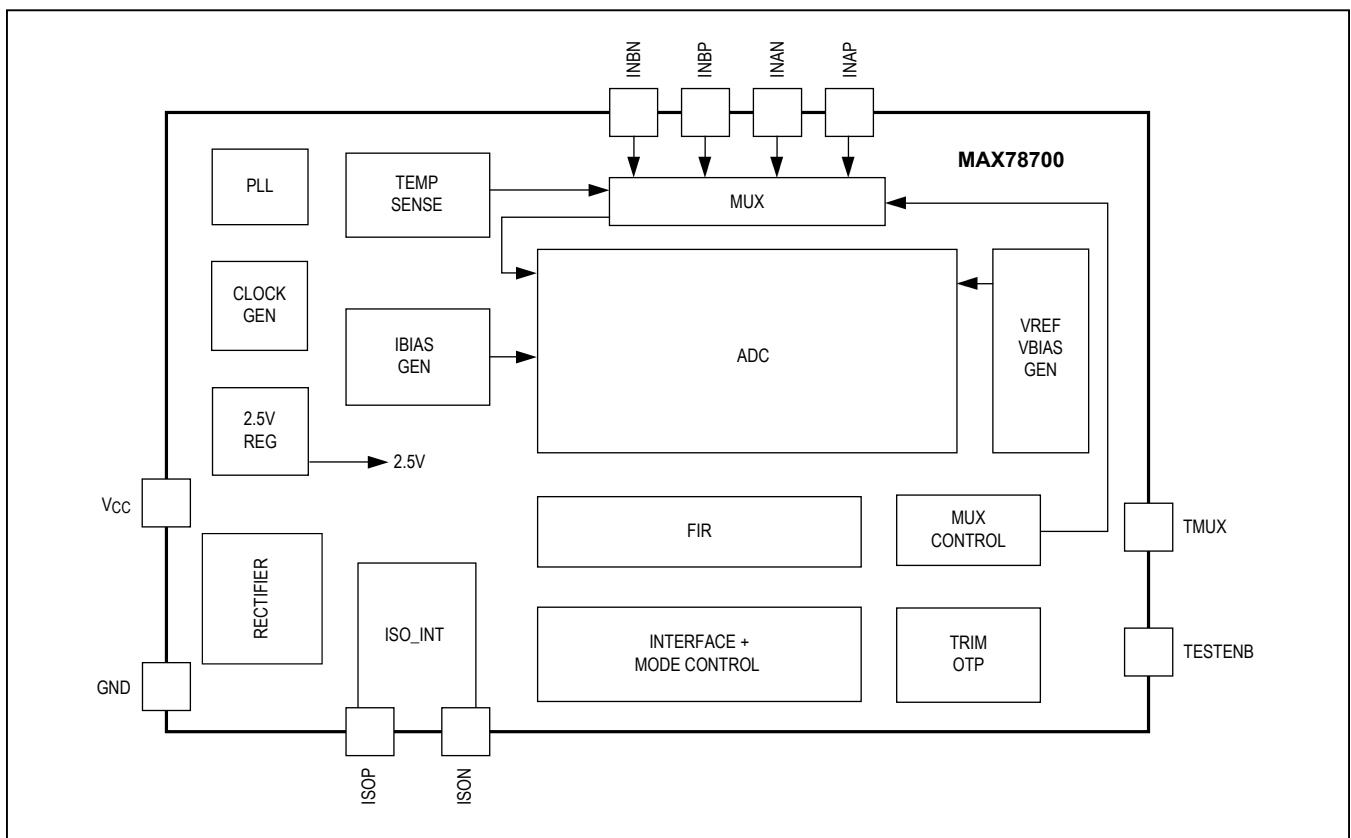 INBN
INBP
INAN
INAP
MAX78700
PLL
TEMP
SENSE
MUX
CLOCK
GEN
IBIAS
GEN
ADC
VREF
VBIAS
GEN
2.5V
REG
2.5V
VCC
FIR
MUX
CONTROL
TMUX
RECTIFIER
ISO_INT
INTERFACE +
MODE CONTROL
TRIM
OTP
TESTENB
GND
ISOP
ISON